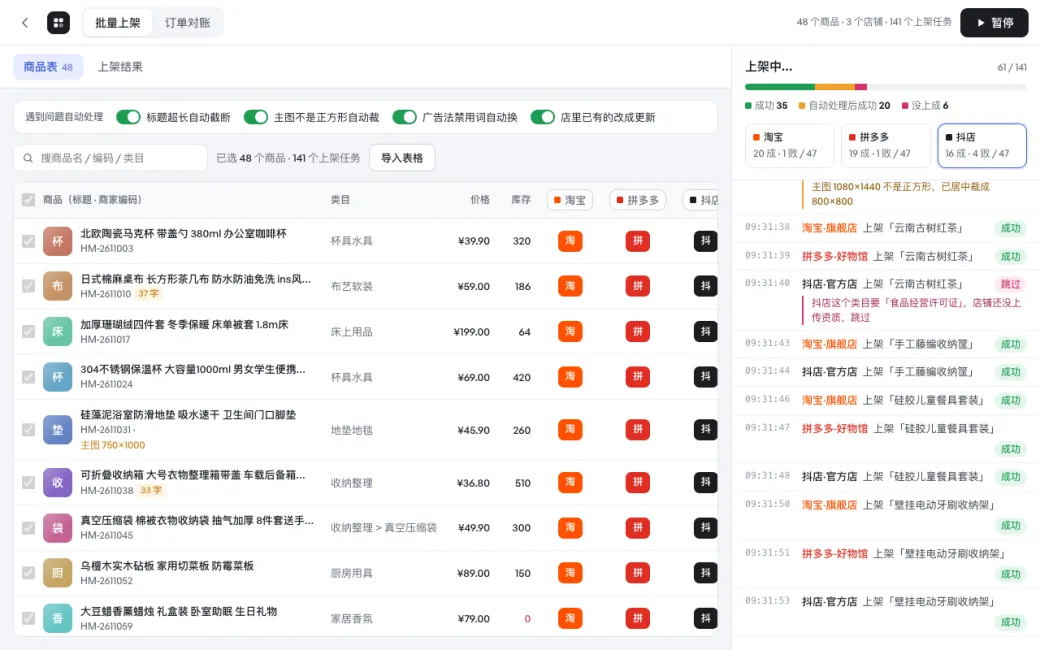 批量上架 订单对账 48 个商品 · 3 个店铺 · 141 个上架任务 暂停
商品表 48 上架结果
遇到问题自动处理 标题超长自动截断 主图不是正方形自动裁 广告法禁用词自动换 店里已有的改成更新
搜商品名 / 编码 / 类目 已选 48 个商品 · 141 个上架任务 导入表格
商品（标题 · 商家编码） 类目 价格 库存 淘宝 拼多多 抖店
杯 北欧陶瓷马克杯 带盖勺 380ml 办公室咖啡杯 杯具水具 ¥39.90 320 淘 拼 抖
HM-2611003
布 日式棉麻桌布 长方形茶几布 防水防油免洗 ins风... 布艺软装 ¥59.00 186 淘 拼 抖
HM-2611010 37 字
床 加厚珊瑚绒四件套 冬季保暖 床单被套 1.8m床 床上用品 ¥199.00 64 淘 拼 抖
HM-2611017
杯 304不锈钢保温杯 大容量1000ml 男女学生便携... 杯具水具 ¥69.00 420 淘 拼 抖
HM-2611024
垫 硅藻泥浴室防滑地垫 吸水速干 卫生间门口脚垫 地垫地毯 ¥45.90 260 淘 拼 抖
HM-2611031 ·
主图 750×1000
收 可折叠收纳箱 大号衣物整理箱带盖 车载后备箱... 收纳整理 ¥36.80 510 淘 拼 抖
HM-2611038 33 字
袋 真空压缩袋 棉被衣物收纳袋 抽气加厚 8件套送手... 收纳整理 > 真空压缩袋 ¥49.90 300 淘 拼 抖
HM-2611045
厨 乌檀木实木砧板 家用切菜板 防霉菜板 厨房用具 ¥89.00 150 淘 拼 抖
HM-2611052
香 大豆蜡香薰蜡烛 礼盒装 卧室助眠 生日礼物 家居香氛 ¥79.00 0 淘 拼 抖
HM-2611059
上架中... 61 / 141
成功 35 自动处理后成功 20 没上成 6
淘宝 拼多多 抖店
20 成 · 1 败 / 47 19 成 · 1 败 / 47 16 成 · 4 败 / 47
主图 1080×1440 不是正方形，已居中裁成
800×800
09:31:38 淘宝·旗舰店 上架「云南古树红茶」 成功
09:31:39 拼多多·好物馆 上架「云南古树红茶」 成功
09:31:40 抖店·官方店 上架「云南古树红茶」 跳过
抖店这个类目要「食品经营许可证」，店铺还没上
传资质，跳过
09:31:43 淘宝·旗舰店 上架「手工藤编收纳筐」 成功
09:31:44 抖店·官方店 上架「手工藤编收纳筐」 成功
09:31:46 淘宝·旗舰店 上架「硅胶儿童餐具套装」 成功
09:31:47 拼多多·好物馆 上架「硅胶儿童餐具套装」
成功
09:31:48 抖店·官方店 上架「硅胶儿童餐具套装」 成功
09:31:50 淘宝·旗舰店 上架「壁挂电动牙刷收纳架」
成功
09:31:51 拼多多·好物馆 上架「壁挂电动牙刷收纳架」
成功
09:31:53 抖店·官方店 上架「壁挂电动牙刷收纳架」
成功